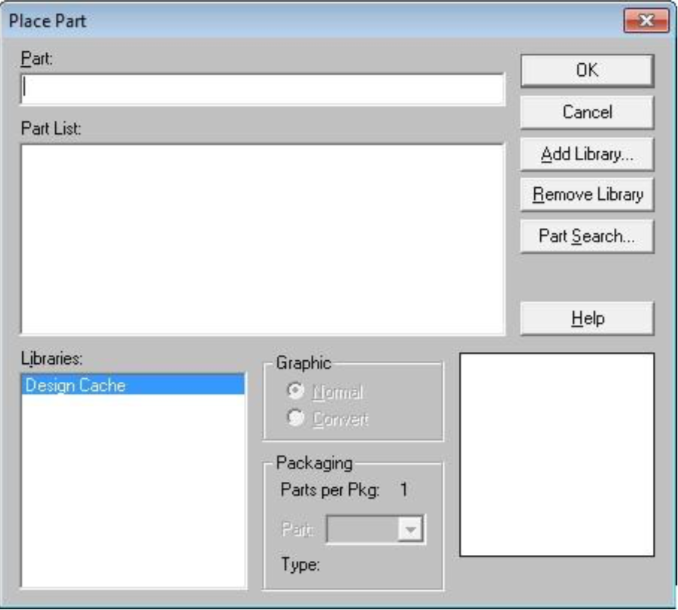 Place Part
Part:
OK
Cancel
Part List:
Add Library...
Remove Library
Part Search...
Help
Libraries:
Design Cache
Graphic
Normal
Convert
Packaging
Parts per Pkg: 1
Part:
Type: